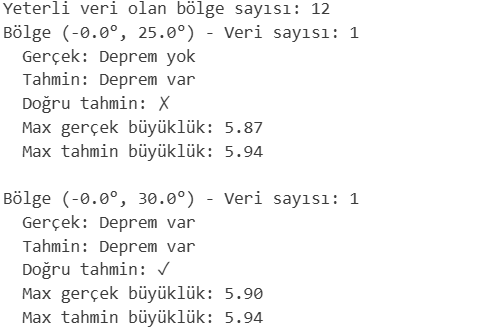 Yeterli veri olan bölge sayısı: 12
Bölge (-0.0°, 25.0°) - Veri sayısı: 1
Gerçek: Deprem yok
Tahmin: Deprem var
Doğru tahmin: ✗
Max gerçek büyüklük: 5.87
Max tahmin büyüklük: 5.94
Bölge (-0.0°, 30.0°) - Veri sayısı: 1
Gerçek: Deprem var
Tahmin: Deprem var
Doğru tahmin: ✓
Max gerçek büyüklük: 5.90
Max tahmin büyüklük: 5.94